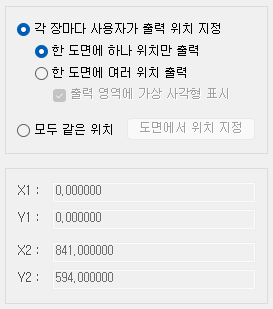 각 장마다 사용자가 출력 위치 지정
한 도면에 하나 위치만 출력
한 도면에 여러 위치 출력
출력 영역에 가상 사각형 표시
모두 같은 위치 도면에서 위치 지정
X1 : 0,000000
Y1 : 0,000000
X2 : 841,000000
Y2 : 594,000000